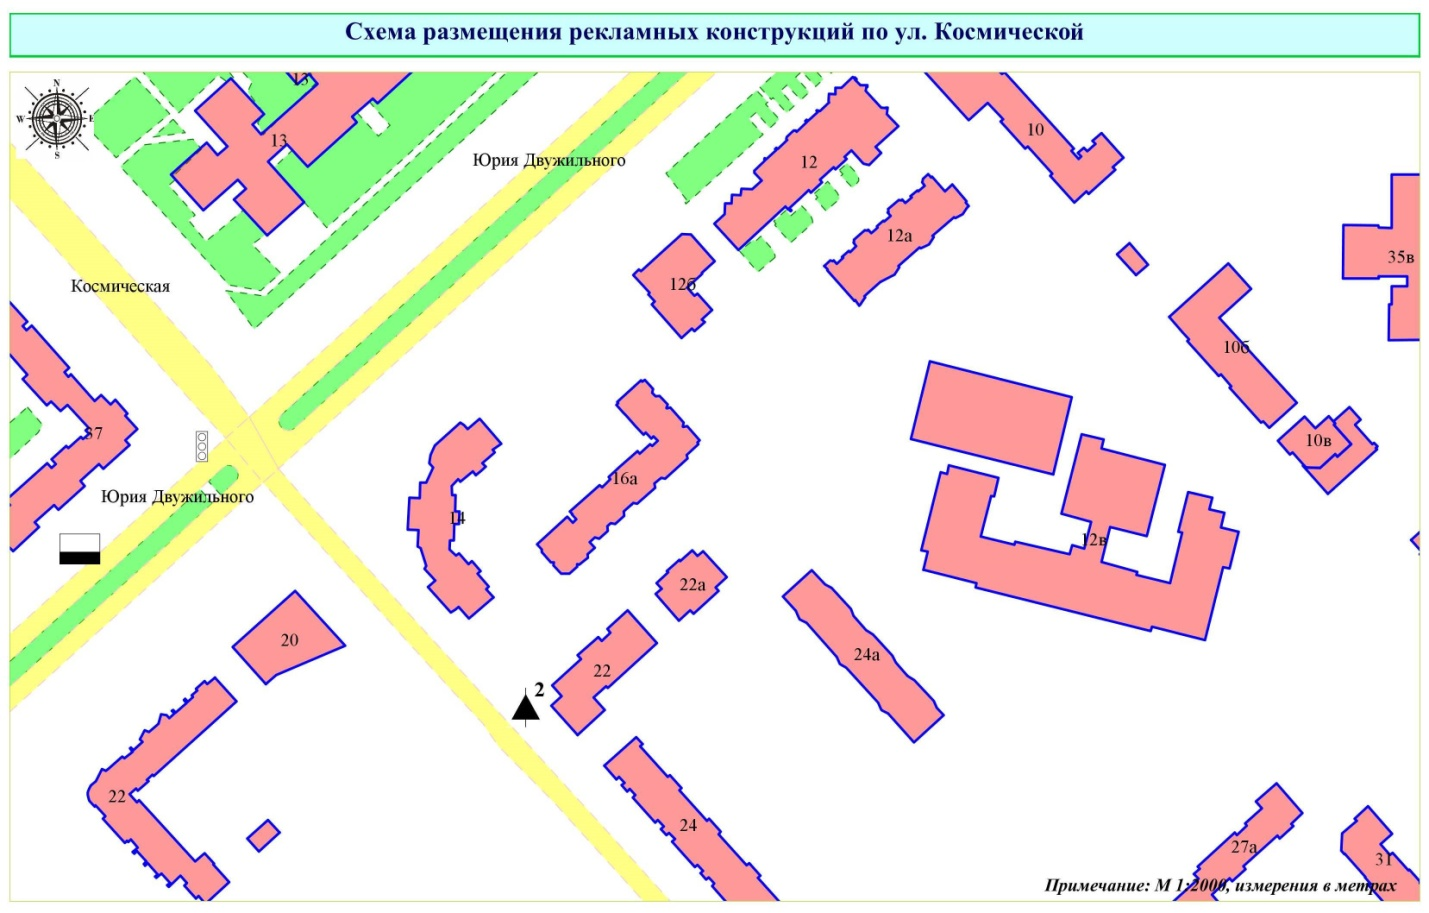 Схема размещения рекламных конструкций по ул. Космической
N
W
E
S
13
13
10
Юрия Двужильного
12
12а
35в
12б
Космическая
10б
37
10в
16а
Юрия Двужильного
14
12в
22а
20
24а
22
2
22
24
27а
31
Примечание: М 1:2000, измерения в метрах